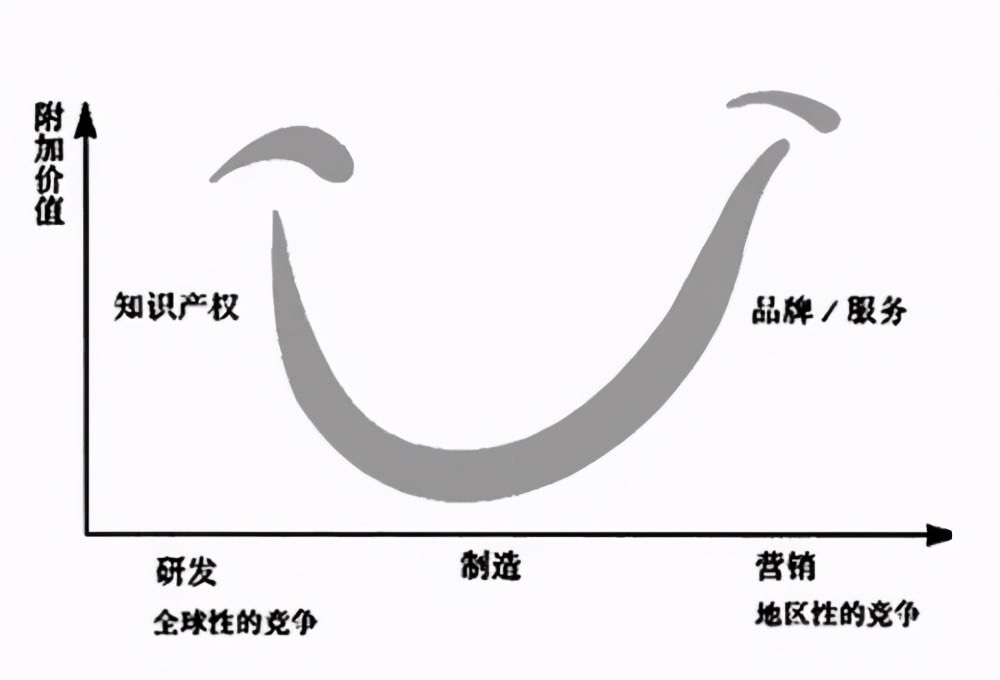 附加价值
知识产权
品牌/服务
研发
制造
营销
全球性的竞争
地区性的竞争